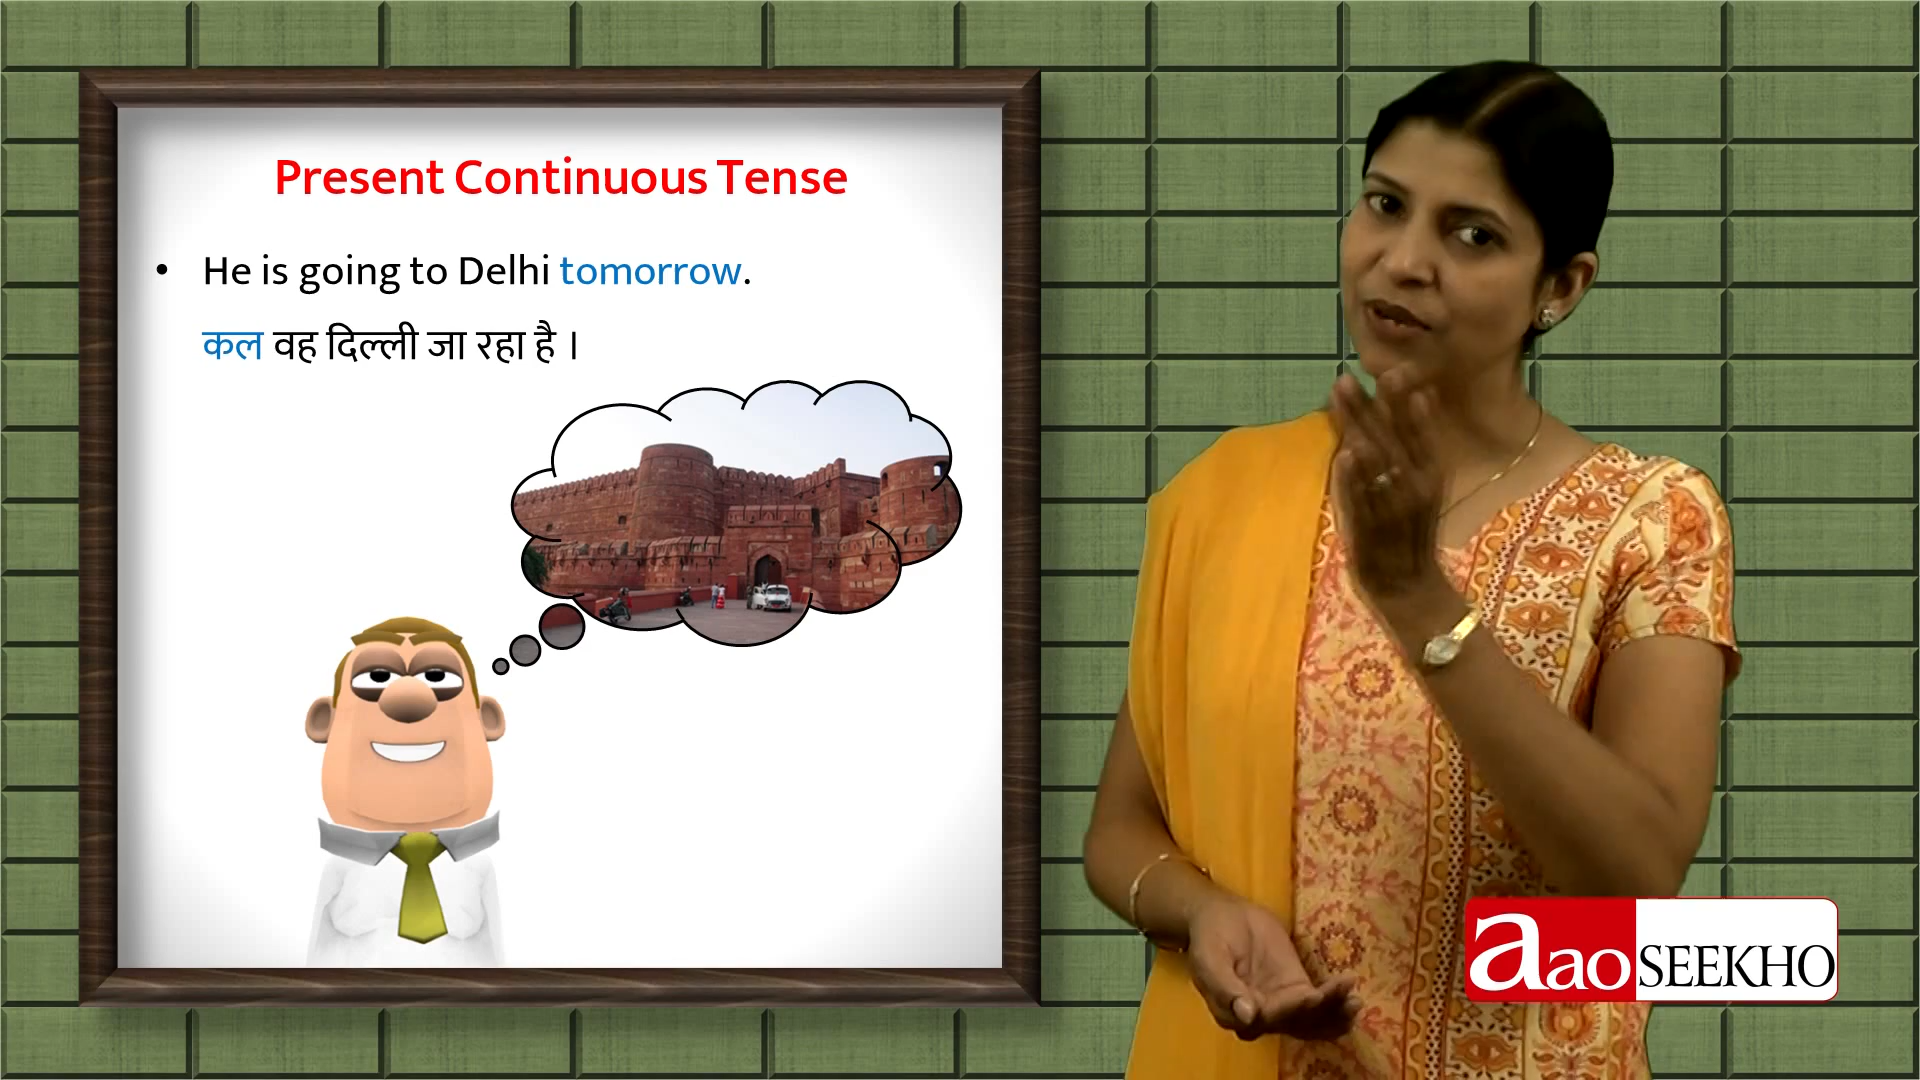 Present Continuous Tense
• He is going to Delhi tomorrow.
कल वह दिल्ली जा रहा है ।
aao SEEKHO